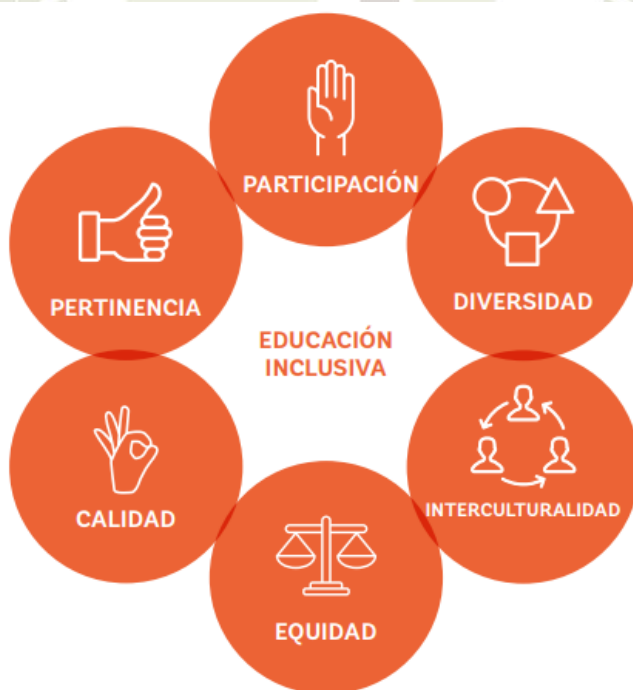 PARTICIPACIÓN
DIVERSIDAD
INTERCULTURALIDAD
EQUIDAD
CALIDAD
PERTINENCIA
EDUCACIÓN
INCLUSIVA